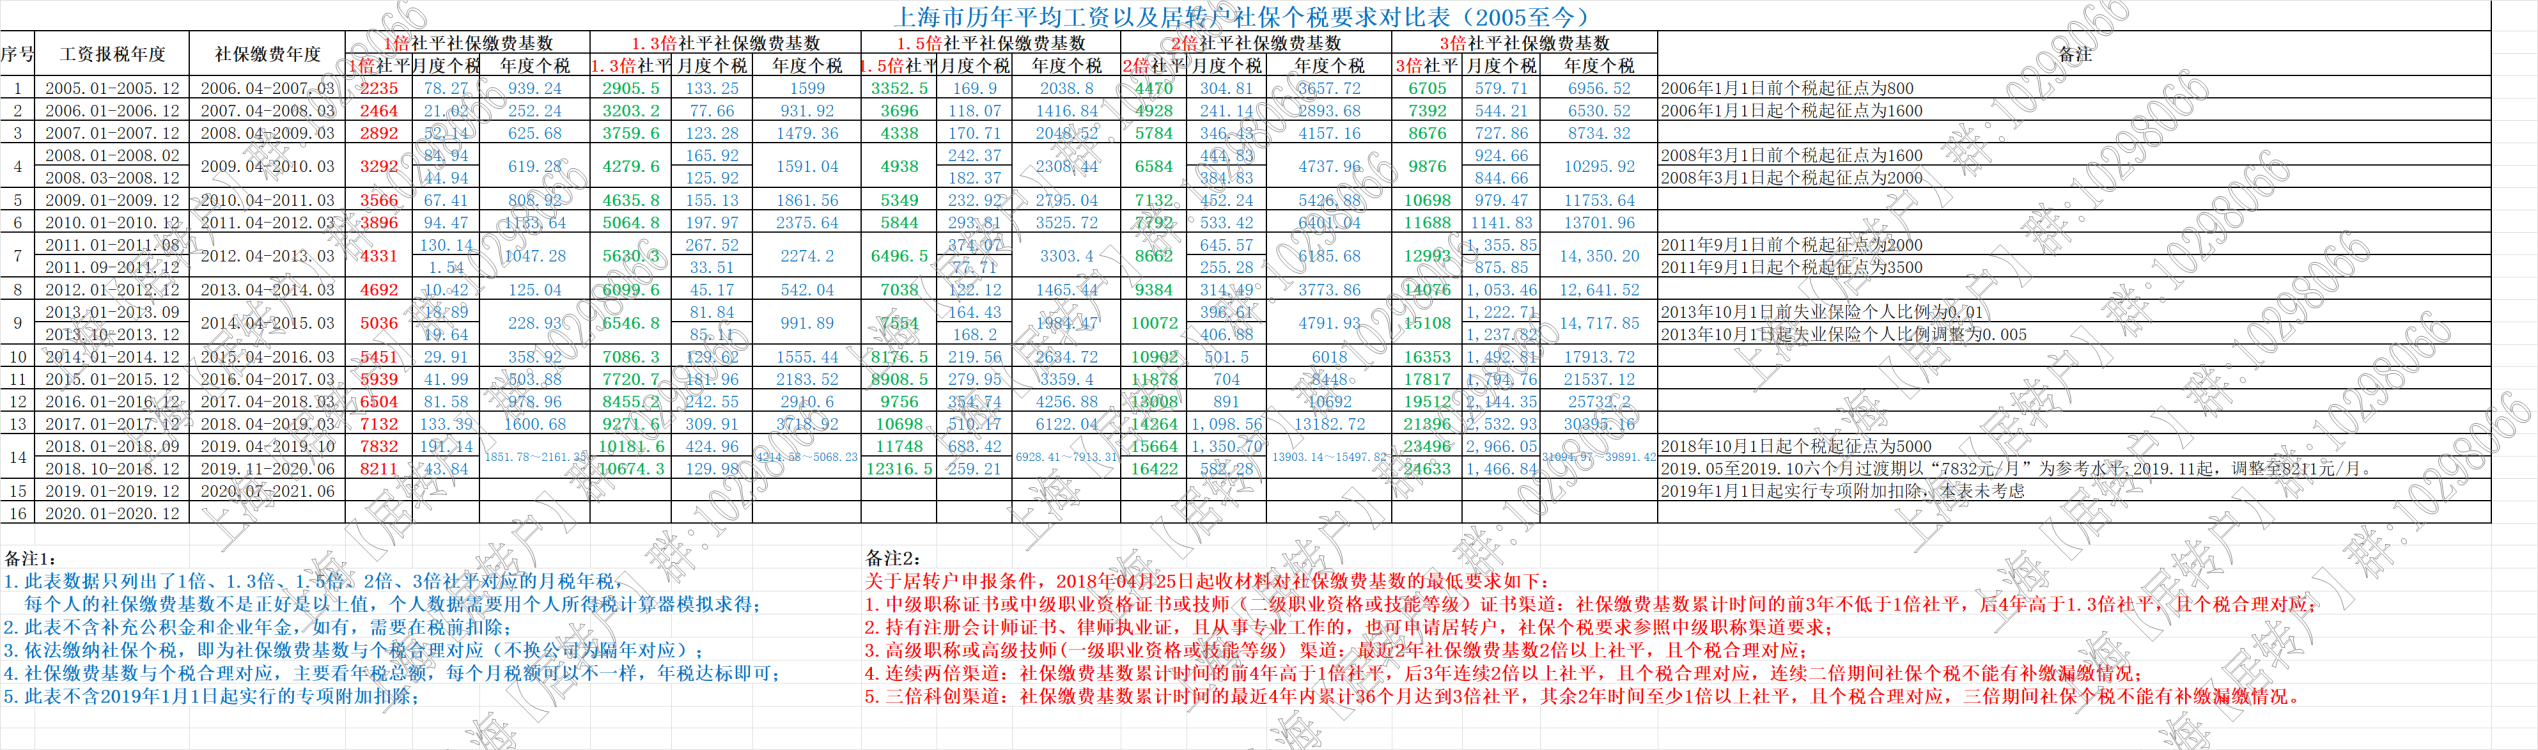 上海市历年平均工资以及居转户社保个税要求对比表（2005至今）
序号 工资报税年度 社保缴费年度 1倍社平社保缴费基数 1.3倍社平社保缴费基数 1.5倍社平社保缴费基数 2倍社平社保缴费基数 3倍社平社保缴费基数 备注
1倍社平 月度个税 年度个税 1.3倍社平 月度个税 年度个税 1.5倍社平 月度个税 年度个税 2倍社平 月度个税 年度个税 3倍社平 月度个税 年度个税
1 2005.01-2005.12 2006.04-2007.03 2235 78.27 939.24 2905.5 133.25 1599 3352.5 169.9 2038.8 4470 304.81 3657.72 6705 579.71 6956.52 2006年1月1日前个税起征点为800
2 2006.01-2006.12 2007.04-2008.03 2464 21.02 252.24 3203.2 77.66 931.92 3696 118.07 1416.84 4928 241.14 2893.68 7392 544.21 6530.52 2006年1月1日起个税起征点为1600
3 2007.01-2007.12 2008.04-2009.03 2892 52.14 625.68 3759.6 123.28 1479.36 4338 170.71 2048.52 5784 346.43 4157.16 8676 727.86 8734.32
2008.01-2008.02 84.94 165.92 242.37 444.83 924.66 2008年3月1日前个税起征点为1600
4 2009.04-2010.03 3292 619.28 4279.6 1591.04 4938 2308.44 6584 4737.96 9876 10295.92
2008.03-2008.12 44.94 125.92 182.37 384.83 844.66 2008年3月1日起个税起征点为2000
5 2009.01-2009.12 2010.04-2011.03 3566 67.41 808.92 4635.8 155.13 1861.56 5349 232.92 2795.04 7132 452.24 5426.88 10698 979.47 11753.64
6 2010.01-2010.12 2011.04-2012.03 3896 94.47 1133.64 5064.8 197.97 2375.64 5844 293.81 3525.72 7792 533.42 6401.04 11688 1141.83 13701.96
2011.01-2011.08 130.14 267.52 374.07 645.57 1,355.85 2011年9月1日前个税起征点为2000
7 2012.04-2013.03 4331 1047.28 5630.3 2274.2 6496.5 3303.4 8662 6185.68 12993 14,350.20
2011.09-2011.12 1.54 33.51 77.71 255.28 875.85 2011年9月1日起个税起征点为3500
8 2012.01-2012.12 2013.04-2014.03 4692 10.42 125.04 6099.6 45.17 542.04 7038 122.12 1465.44 9384 314.49 3773.86 14076 1,053.46 12,641.52
2013.01-2013.09 18.89 81.84 164.43 396.61 1,222.71 2013年10月1日前失业保险个人比例为0.01
9 2014.04-2015.03 5036 228.93 6546.8 991.89 7554 1984.47 10072 4791.93 15108 14,717.85
2013.10-2013.12 19.64 85.11 168.2 406.88 1,237.82 2013年10月1日起失业保险个人比例调整为0.005
10 2014.01-2014.12 2015.04-2016.03 5451 29.91 358.92 7086.3 129.62 1555.44 8176.5 219.56 2634.72 10902 501.5 6018 16353 1,492.81 17913.72
11 2015.01-2015.12 2016.04-2017.03 5939 41.99 503.88 7720.7 181.96 2183.52 8908.5 279.95 3359.4 11878 704 8448 17817 1,794.76 21537.12
12 2016.01-2016.12 2017.04-2018.03 6504 81.58 978.96 8455.2 242.55 2910.6 9756 354.74 4256.88 13008 891 10692 19512 2,144.35 25732.2
13 2017.01-2017.12 2018.04-2019.03 7132 133.39 1600.68 9271.6 309.91 3718.92 10698 510.17 6122.04 14264 1,098.56 13182.72 21396 2,532.93 30395.16
2018.01-2018.09 2019.04-2019.10 7832 191.14 10181.6 424.96 11748 683.42 15664 1,350.70 23496 2,966.05 2018年10月1日起个税起征点为5000
14 1851.78～2161.35 4214.58～5068.23 6928.41～7913.31 13903.14～15497.82 31094.97～39891.42
2018.10-2018.12 2019.11-2020.06 8211 43.84 10674.3 129.98 12316.5 259.21 16422 582.28 24633 1,466.84 2019.05至2019.10六个月过渡期以“7832元/月”为参考水平,2019.11起，调整至8211元/月。
15 2019.01-2019.12 2020.07-2021.06 2019年1月1日起实行专项附加扣除，本表未考虑
16 2020.01-2020.12
备注1：
1.此表数据只列出了1倍、1.3倍、1.5倍、2倍、3倍社平对应的月税年税，
每个人的社保缴费基数不是正好是以上值，个人数据需要用个人所得税计算器模拟求得；
2.此表不含补充公积金和企业年金，如有，需要在税前扣除；
3.依法缴纳社保个税，即为社保缴费基数与个税合理对应（不换公司为隔年对应）；
4.社保缴费基数与个税合理对应，主要看年税总额，每个月税额可以不一样，年税达标即可；
5.此表不含2019年1月1日起实行的专项附加扣除；
备注2：
关于居转户申报条件，2018年04月25日起收材料对社保缴费基数的最低要求如下：
1.中级职称证书或中级职业资格证书或技师（二级职业资格或技能等级）证书渠道：社保缴费基数累计时间的前3年不低于1倍社平，后4年高于1.3倍社平，且个税合理对应；
2.持有注册会计师证书、律师执业证，且从事专业工作的，也可申请居转户，社保个税要求参照中级职称渠道要求；
3.高级职称或高级技师(一级职业资格或技能等级) 渠道：最近2年社保缴费基数2倍以上社平，且个税合理对应；
4.连续两倍渠道：社保缴费基数累计时间的前4年高于1倍社平，后3年连续2倍以上社平，且个税合理对应，连续二倍期间社保个税不能有补缴漏缴情况；
5.三倍科创渠道：社保缴费基数累计时间的最近4年内累计36个月达到3倍社平，其余2年时间至少1倍以上社平，且个税合理对应，三倍期间社保个税不能有补缴漏缴情况。
上海【居转户】群:10298066